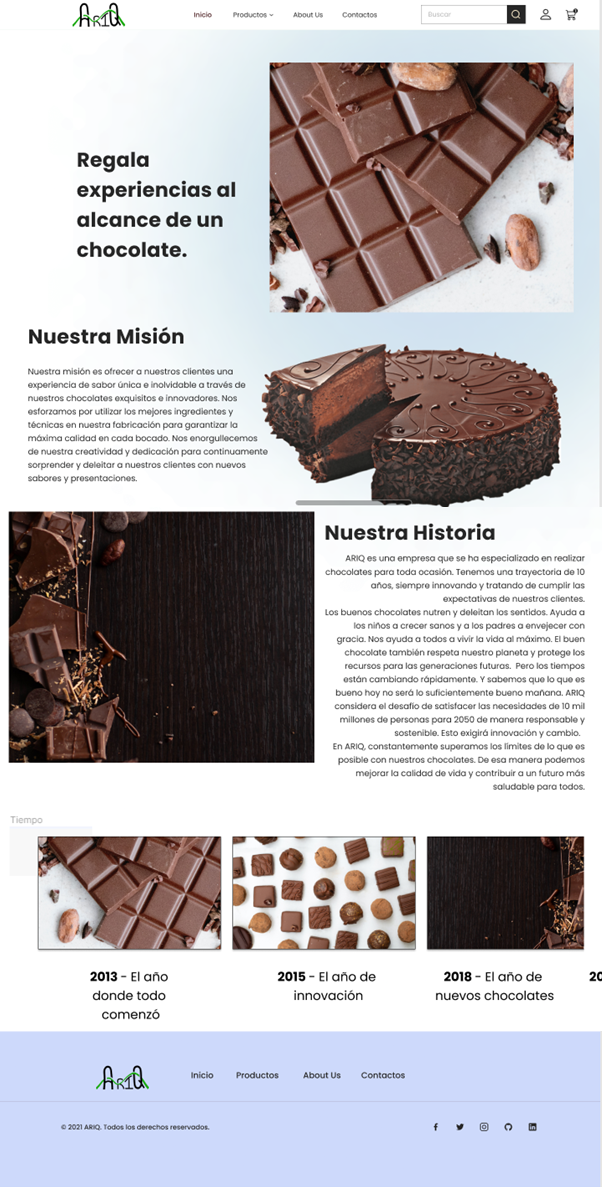 ARIQ
Inicio
Productos
About Us
Contactos
Buscar
Regala
experiencias al
alcance de un
chocolate.
Nuestra Misión
Nuestra misión es ofrecer a nuestros clientes una
experiencia de sabor única e inolvidable a través de
nuestros chocolates exquisitos e innovadores. Nos
esforzamos por utilizar los mejores ingredientes y
técnicas en nuestra fabricación para garantizar la
máxima calidad en cada bocado. Nos enorgullecemos
de nuestra creatividad y dedicación para continuamente
sorprender y deleitar a nuestros clientes con nuevos
sabores y presentaciones.
Nuestra Historia
ARIQ es una empresa que se ha especializado en realizar
chocolates para toda ocasión. Tenemos una trayectoria de 10
años, siempre innovando y tratando de cumplir las
expectativas de nuestros clientes.
Los buenos chocolates nutren y deleitan los sentidos. Ayuda a
los niños a crecer sanos y a los padres a envejecer con
gracia. Nos ayuda a todos a vivir la vida al máximo. El buen
chocolate también respeta nuestro planeta y protege los
recursos para las generaciones futuras. Pero los tiempos
están cambiando rápidamente. Y sabemos que lo que es
bueno hoy no será lo suficientemente bueno mañana. ARIQ
considera el desafío de satisfacer las necesidades de 10 mil
millones de personas para 2050 de manera responsable y
sostenible. Esto exigirá innovación y cambio.
En ARIQ, constantemente superamos los límites de lo que es
posible con nuestros chocolates. De esa manera podemos
mejorar la calidad de vida y contribuir a un futuro más
saludable para todos.
Tiempo
2013 - El año
donde todo
comenzó
2015 - El año de
innovación
2018 - El año de
nuevos chocolates
20
ARIQ
Inicio
Productos
About Us
Contactos
© 2021 ARIQ. Todos los derechos reservados.